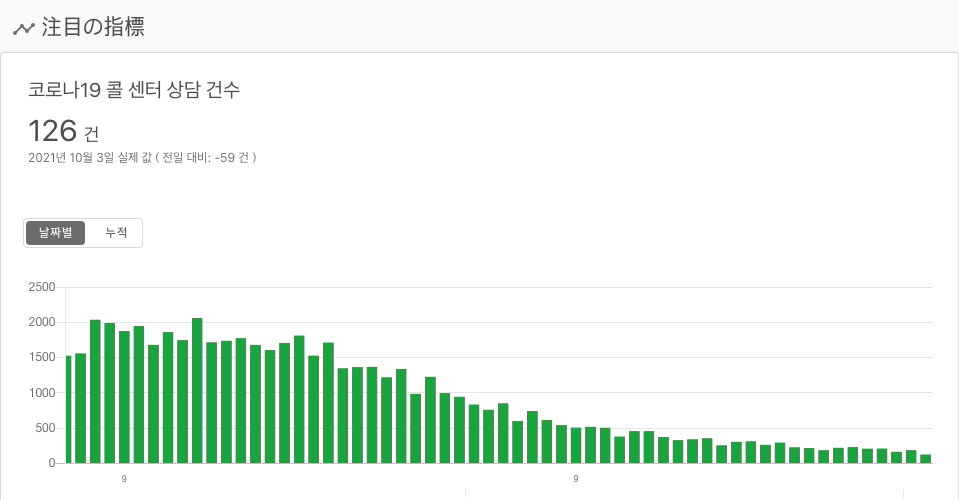 注目の指標
코로나19 콜 센터 상담 건수
126 건
2021년 10월 3일 실제 값 ( 전일 대비: -59 건 )
날짜별 누적
2500
2000
1500
1000
500
0
9 9